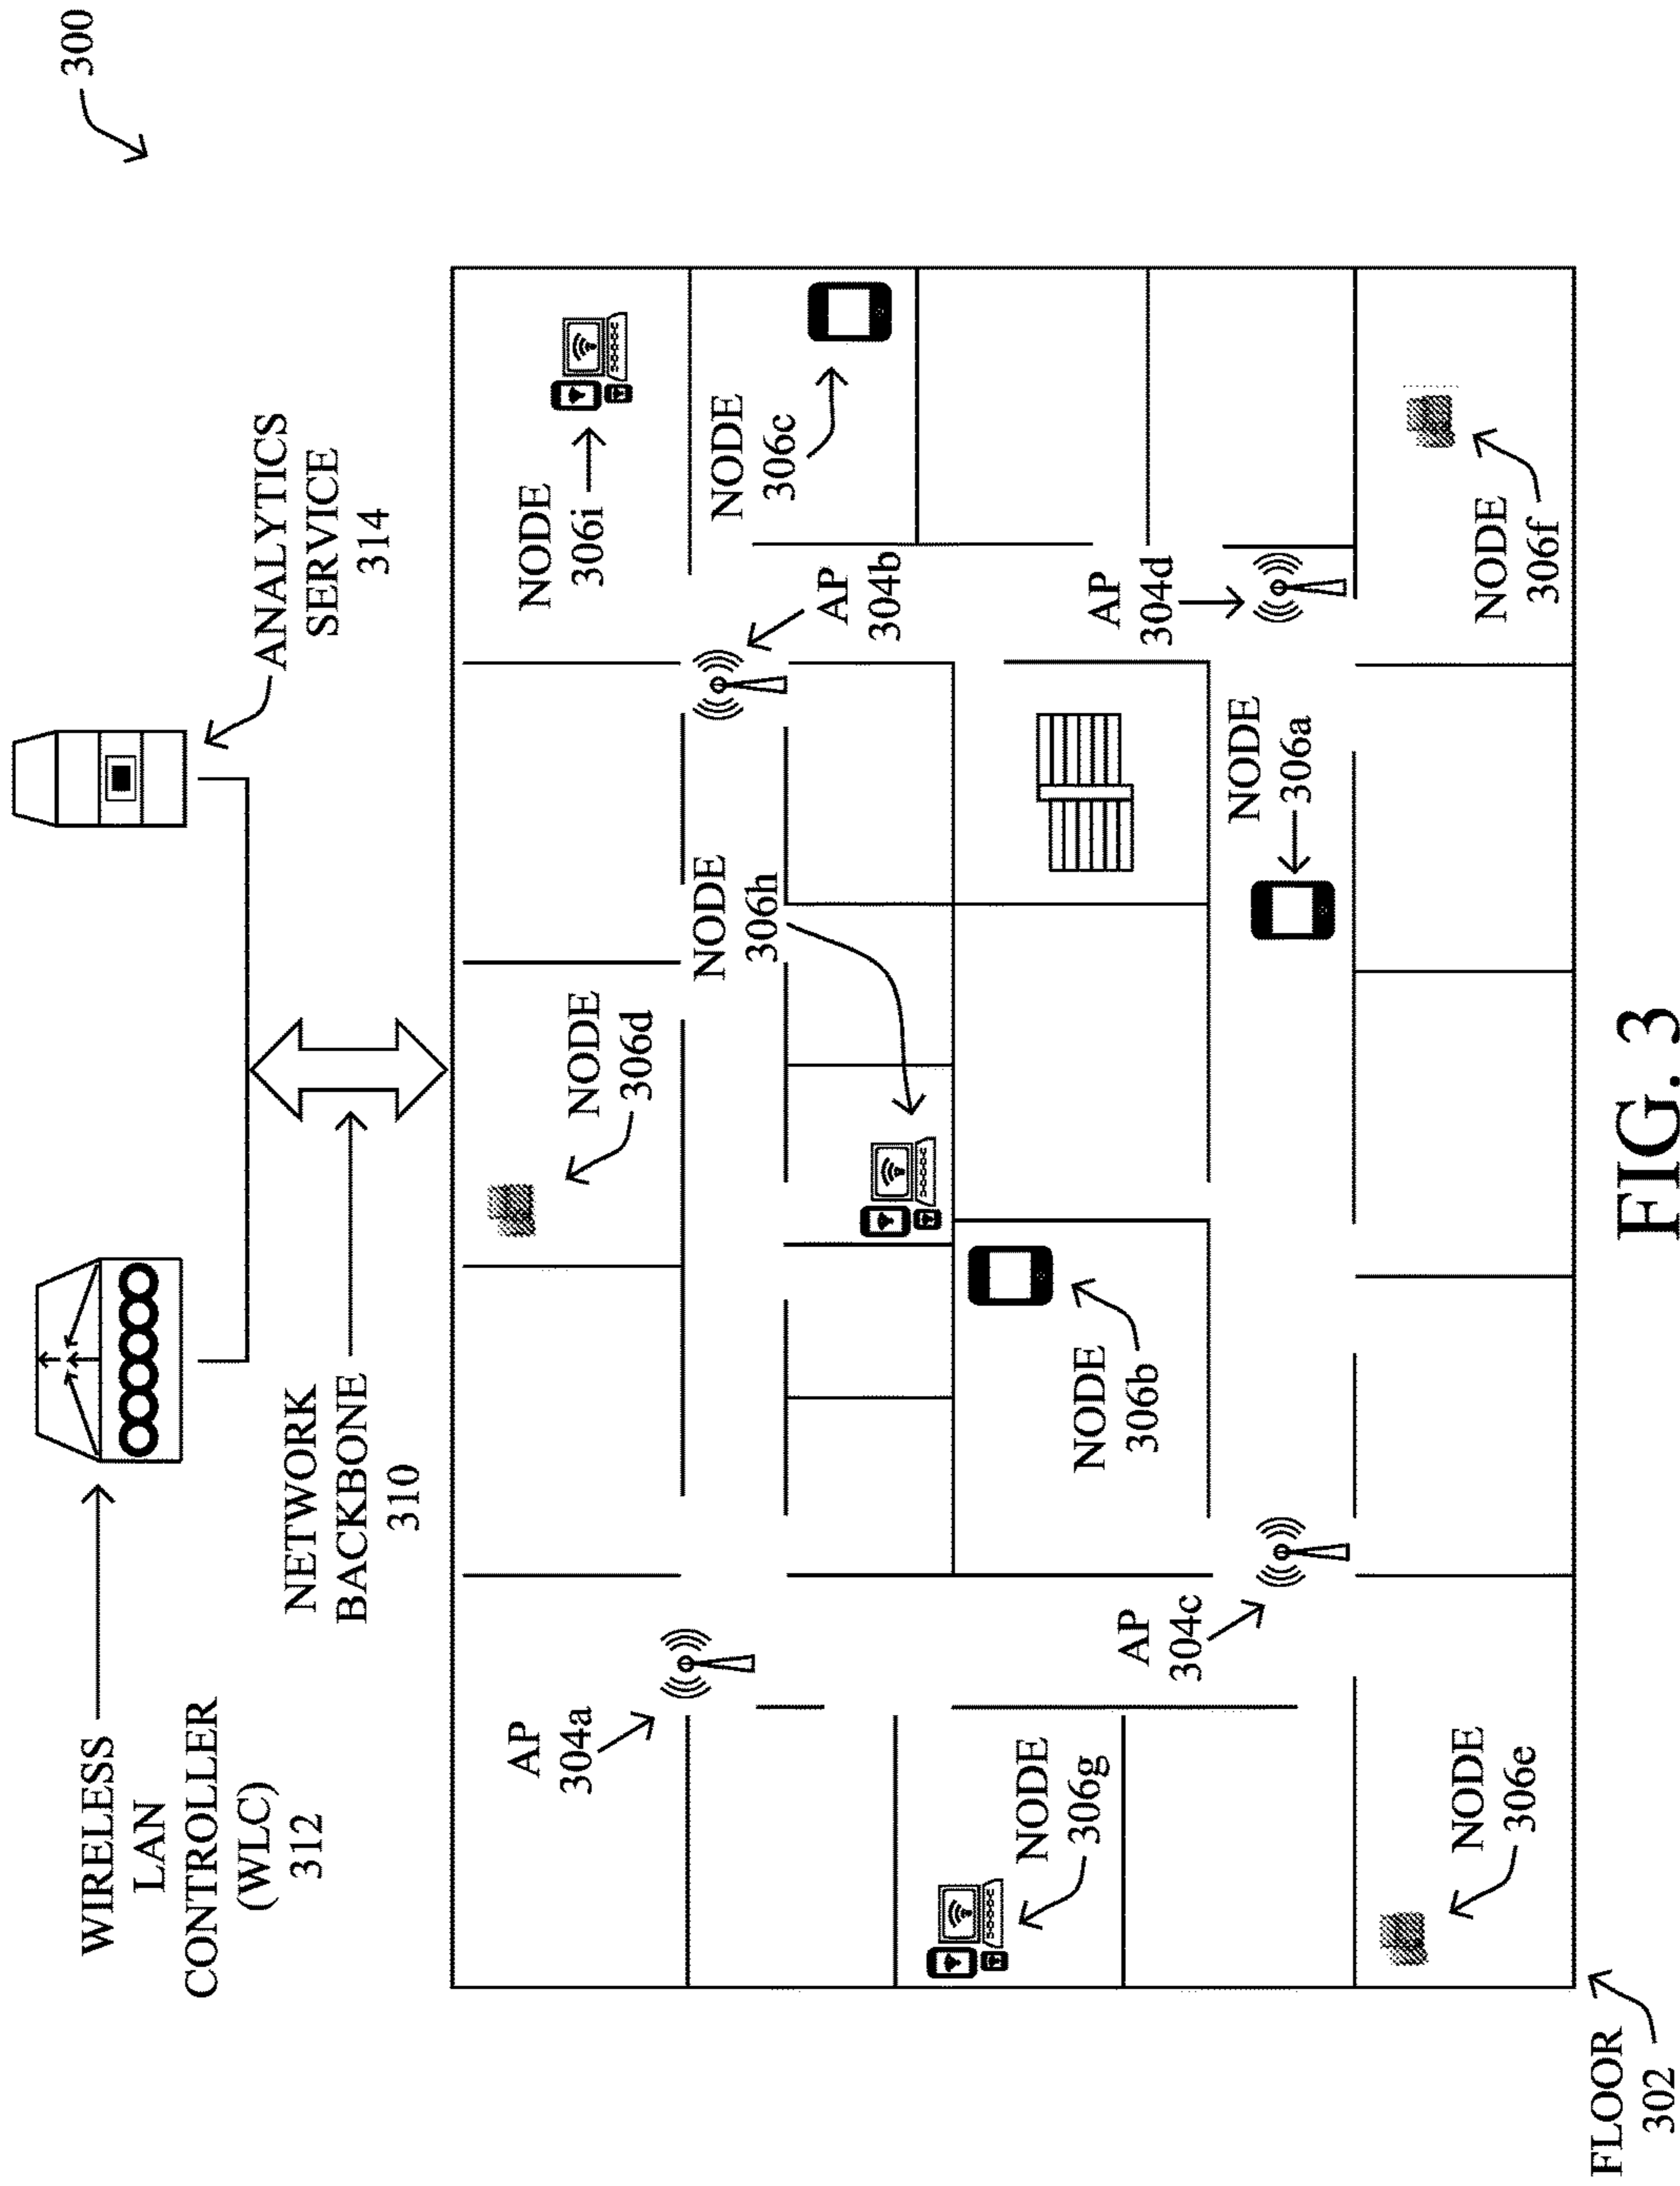 300
WIRELESS
LAN
CONTROLLER
(WLC)
312
ANALYTICS
SERVICE
314
NETWORK
BACKBONE
310
AP
304a
NODE
306d
NODE
306i
NODE
306h
NODE
306c
AP
304b
NODE
306g
NODE
306b
AP
304c
AP
304d
NODE
306a
NODE
306e
NODE
306f
FLOOR
302
FIG. 3